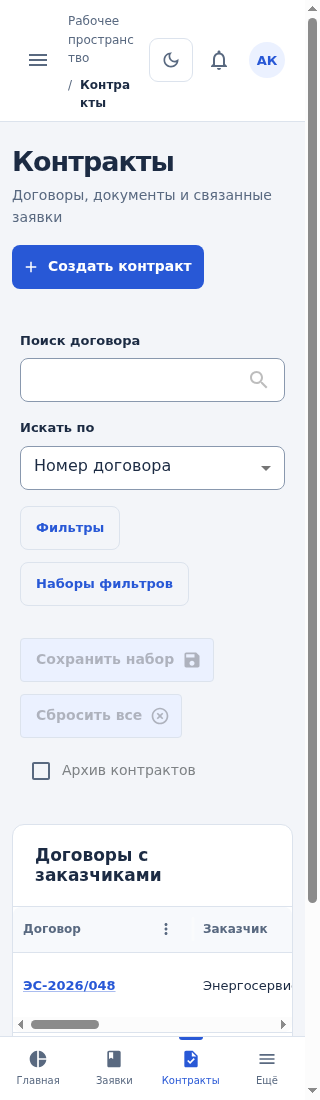 Рабочее
пространс
тво
/ Контра
кты
АК
Контракты
Договоры, документы и связанные
заявки
+ Создать контракт
Поиск договора
Искать по
Номер договора
Фильтры
Наборы фильтров
Сохранить набор
Сбросить все
Архив контрактов
Договоры с
заказчиками
Договор Заказчик
ЭС-2026/048 Энергосерви
Главная Заявки Контракты Ещё